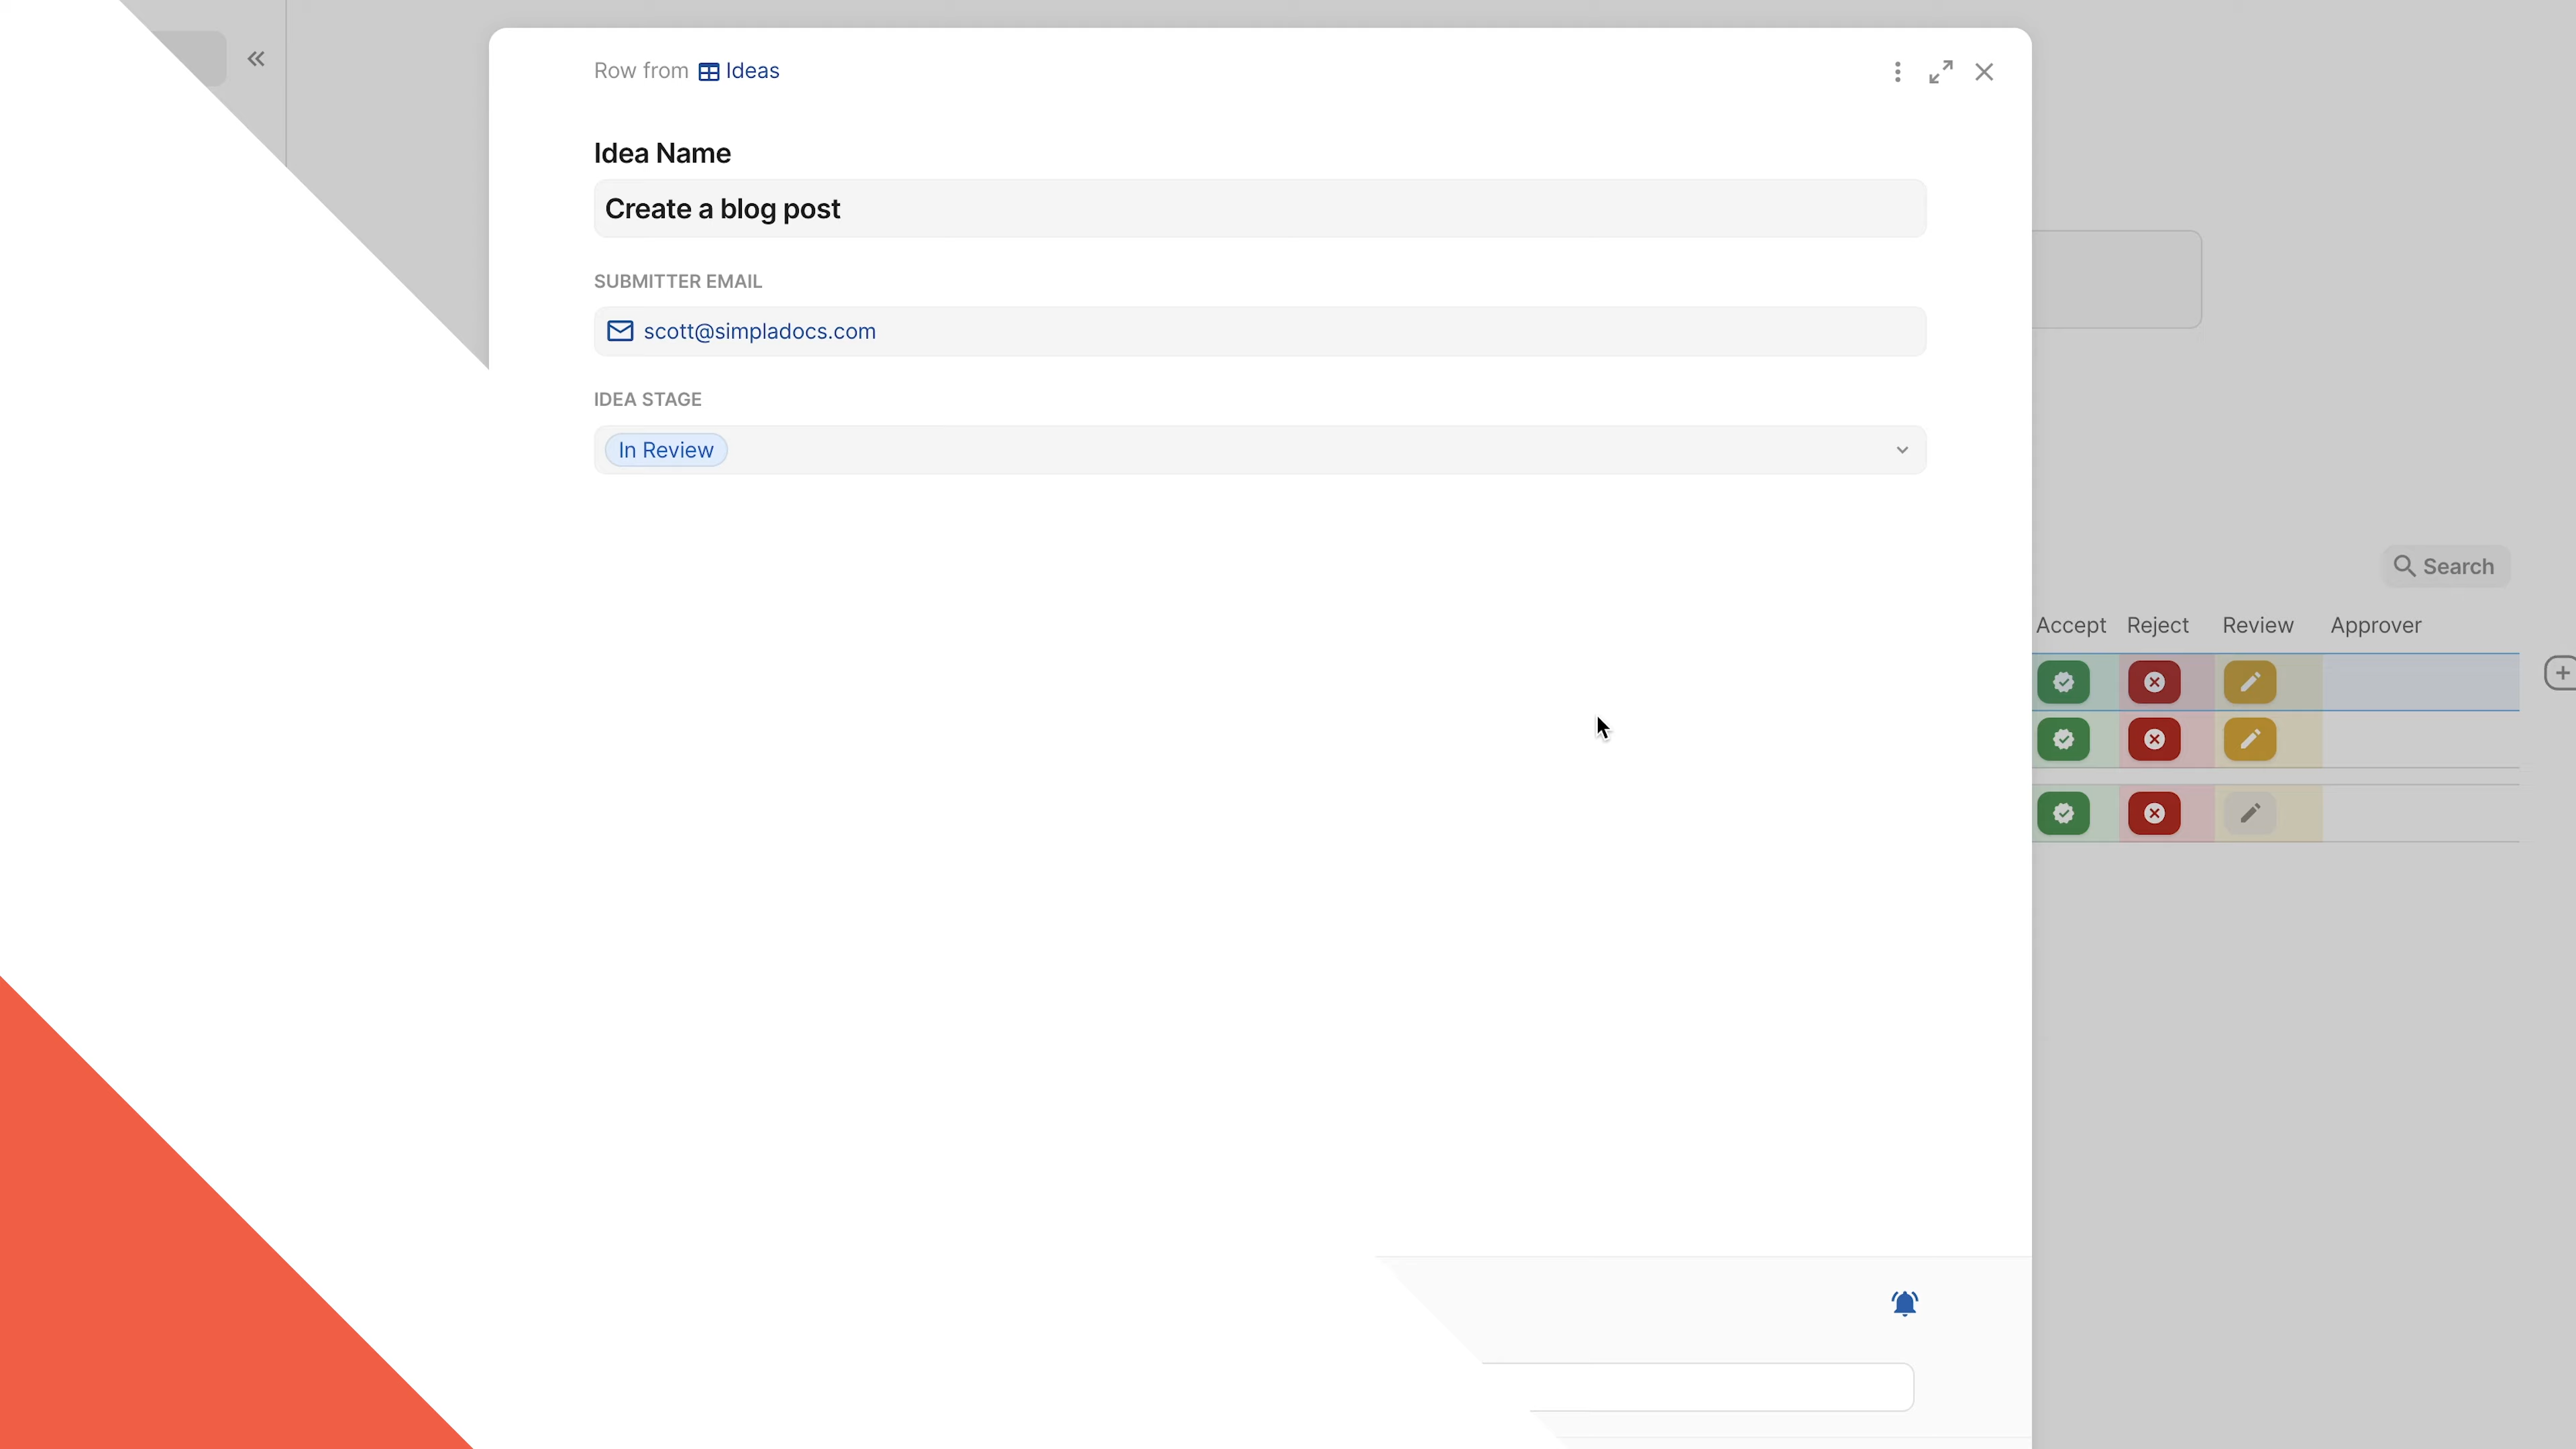 Row from Ideas
Idea Name
Create a blog post
SUBMITTER EMAIL
scott@simpladocs.com
IDEA STAGE
In Review
Search
Accept Reject Review Approver